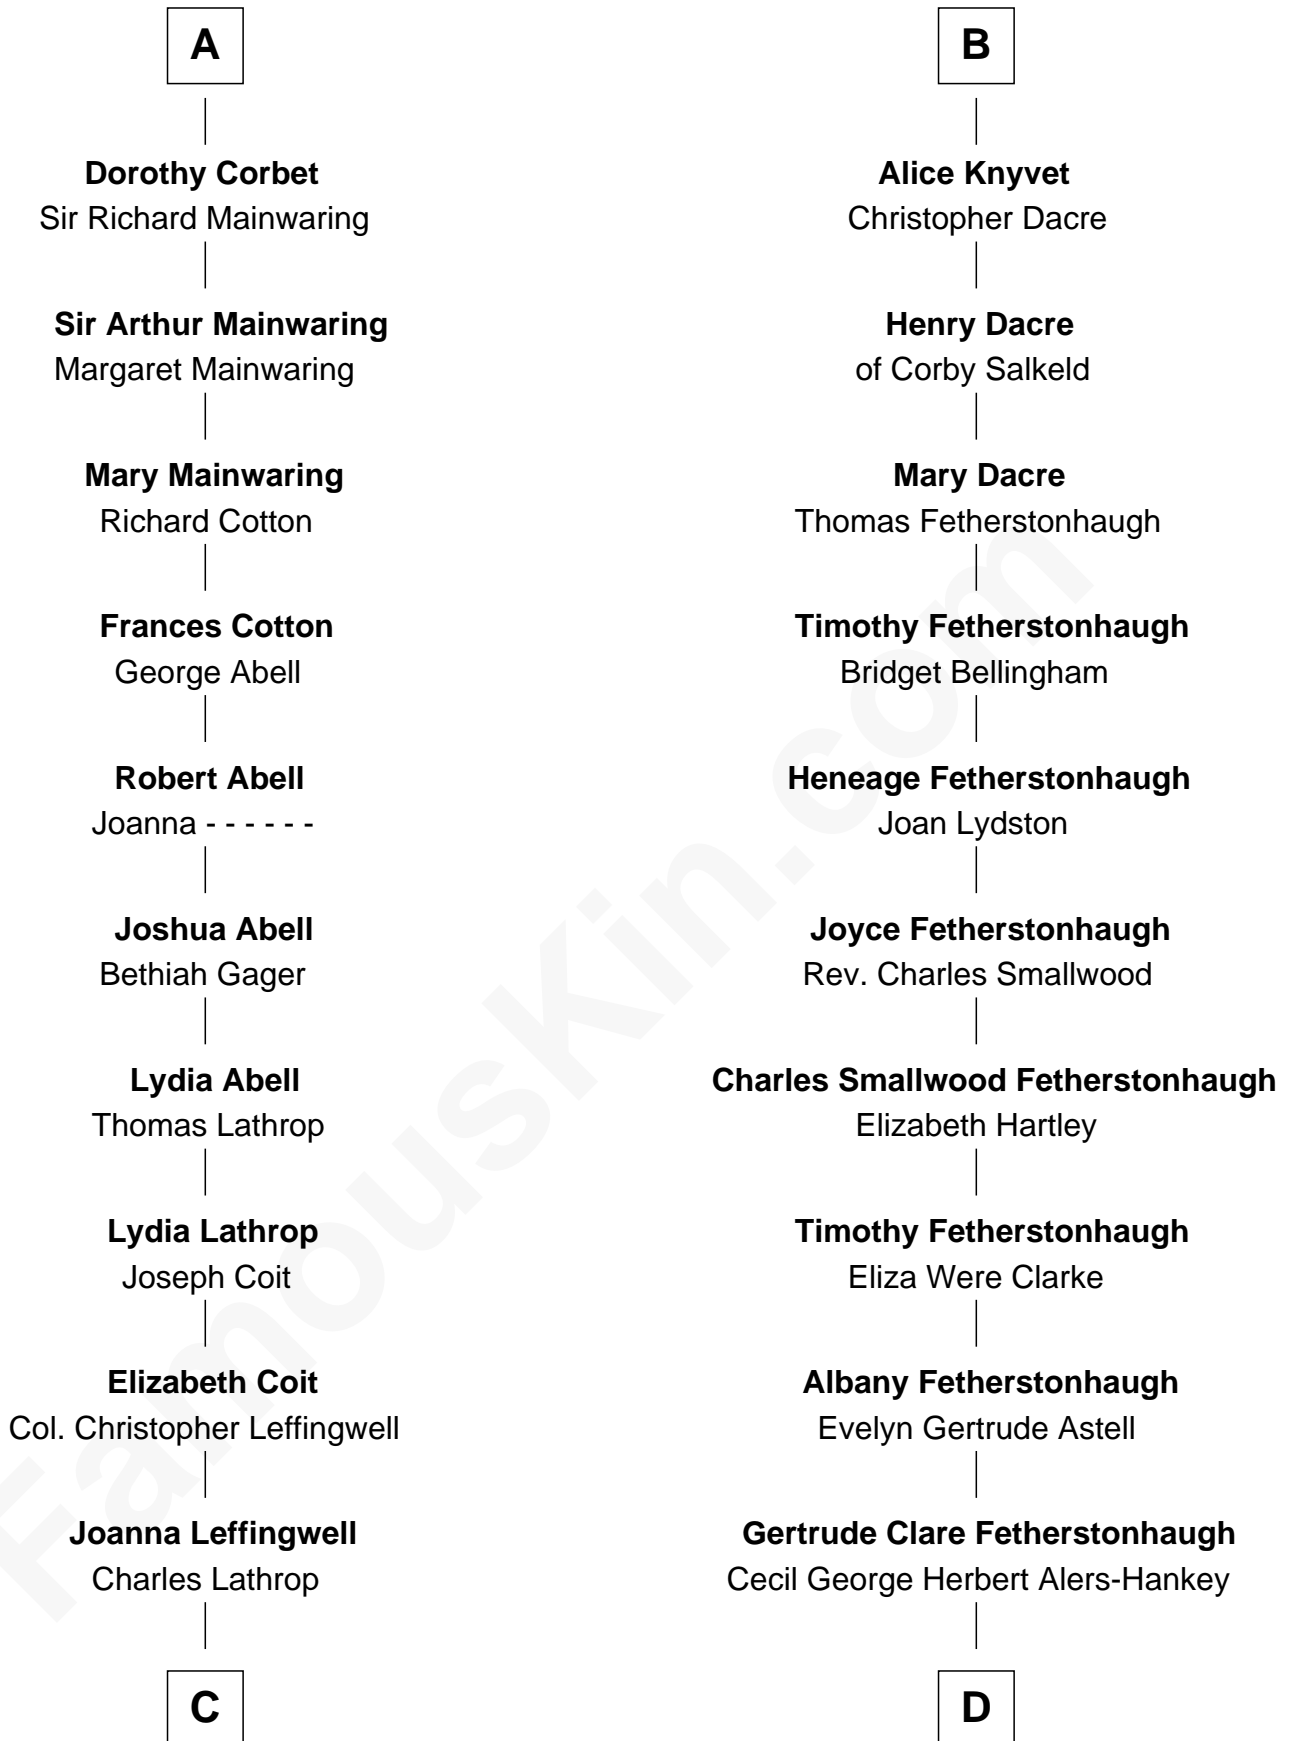 A
Dorothy Corbet
Sir Richard Mainwaring
Sir Arthur Mainwaring
Margaret Mainwaring
Mary Mainwaring
Richard Cotton
Frances Cotton
George Abell
Robert Abell
Joanna - - - - - -
Joshua Abell
Bethiah Gager
Lydia Abell
Thomas Lathrop
Lydia Lathrop
Joseph Coit
Elizabeth Coit
Col. Christopher Leffingwell
Joanna Leffingwell
Charles Lathrop
C
B
Alice Knyvet
Christopher Dacre
Henry Dacre
of Corby Salkeld
Mary Dacre
Thomas Fetherstonhaugh
Timothy Fetherstonhaugh
Bridget Bellingham
Heneage Fetherstonhaugh
Joan Lydston
Joyce Fetherstonhaugh
Rev. Charles Smallwood
Charles Smallwood Fetherstonhaugh
Elizabeth Hartley
Timothy Fetherstonhaugh
Eliza Were Clarke
Albany Fetherstonhaugh
Evelyn Gertrude Astell
Gertrude Clare Fetherstonhaugh
Cecil George Herbert Alers-Hankey
D
FamousKin.com